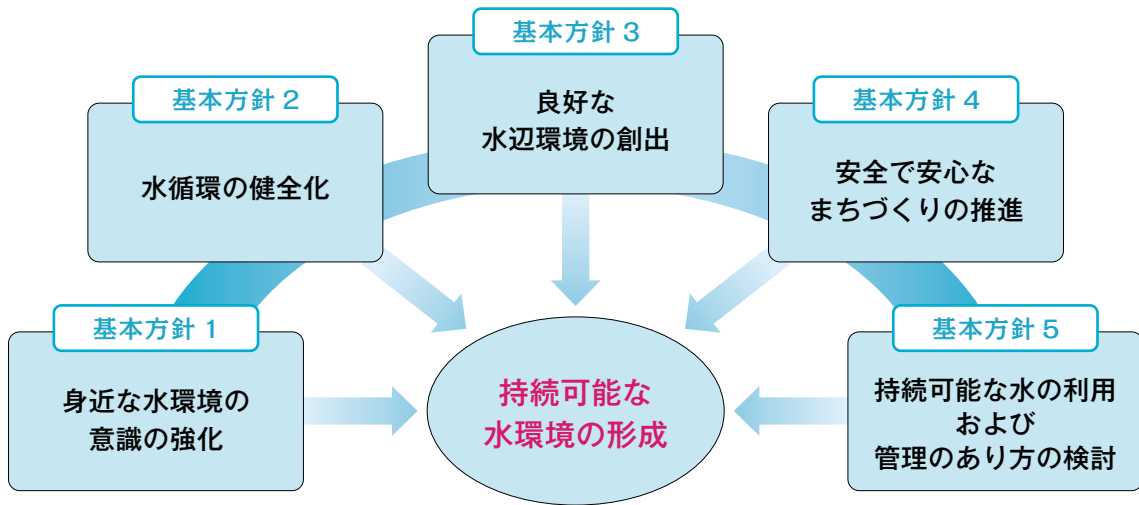 基本方針 1
身近な水環境の
意識の強化
基本方針 2
水循環の健全化
基本方針 3
良好な
水辺環境の創出
基本方針 4
安全で安心な
まちづくりの推進
基本方針 5
持続可能な水の利用
および
管理のあり方の検討
持続可能な
水環境の形成